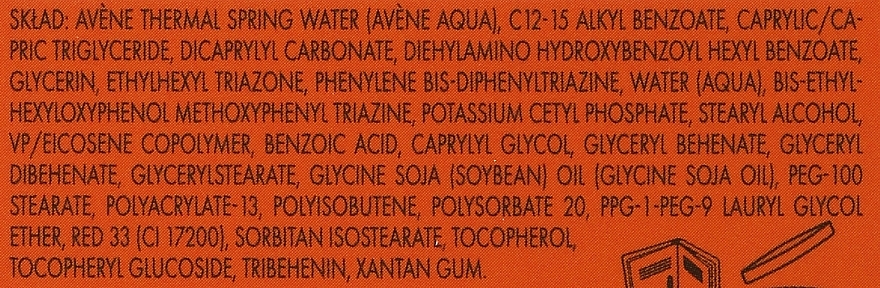 SKŁAD: AVÈNE THERMAL SPRING WATER (AVÈNE AQUA), C12-15 ALKYL BENZOATE, CAPRYLIC/CA-
PRIC TRIGLYCERIDE, DICAPRYLYL CARBONATE, DIEHYLAMINO HYDROXYBENZOYL HEXYL BENZOATE,
GLYCERIN, ETHYLHEXYL TRIAZONE, PHENYLENE BIS-DIPHENYLTRIAZINE, WATER (AQUA), BIS-ETHYL-
HEXYLOXYPHENOL METHOXYPHENYL TRIAZINE, POTASSIUM CETYL PHOSPHATE, STEARYL ALCOHOL,
VP/EICOSENE COPOLYMER, BENZOIC ACID, CAPRYLYL GLYCOL, GLYCERYL BEHENATE, GLYCERYL
DIBEHENATE, GLYCERYLSTEARATE, GLYCINE SOJA (SOYBEAN) OIL (GLYCINE SOJA OIL), PEG-100
STEARATE, POLYACRYLATE-13, POLYISOBUTENE, POLYSORBATE 20, PPG-1-PEG-9 LAURYL GLYCOL
ETHER, RED 33 (CI 17200), SORBITAN ISOSTEARATE, TOCOPHEROL,
TOCOPHERYL GLUCOSIDE, TRIBEHENIN, XANTAN GUM.